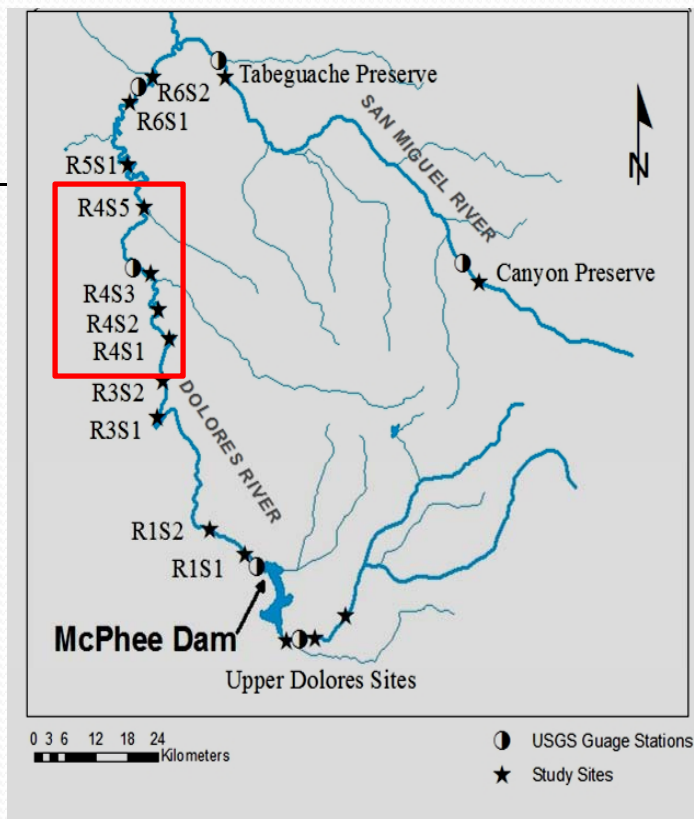 R6S2
Tabeguache Preserve
R6S1
SAN MIGUEL RIVER
N
R5S1
R4S5
Canyon Preserve
R4S3
R4S2
R4S1
R3S2
DOLORES RIVER
R3S1
R1S2
R1S1
McPhee Dam
Upper Dolores Sites
0 3 6 12 18 24
Kilometers
USGS Guage Stations
Study Sites